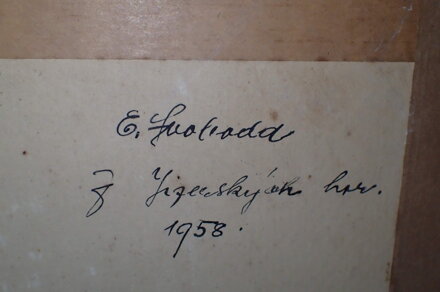 E. Svoboda
z Jizerských hor.
1958.